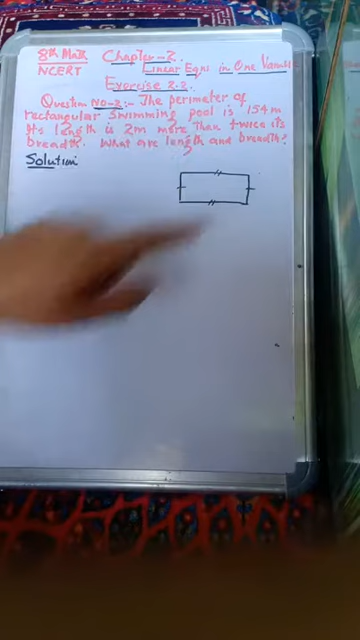 8th Math Chapter-2.
NCERT Linear Eqns in One Variable
Exercise 2.2
Question No-2:- The perimeter of
rectangular swimming pool is 154 m
Its length is 2m more than twice its
breadth. What are length and breadth?
?
Solution